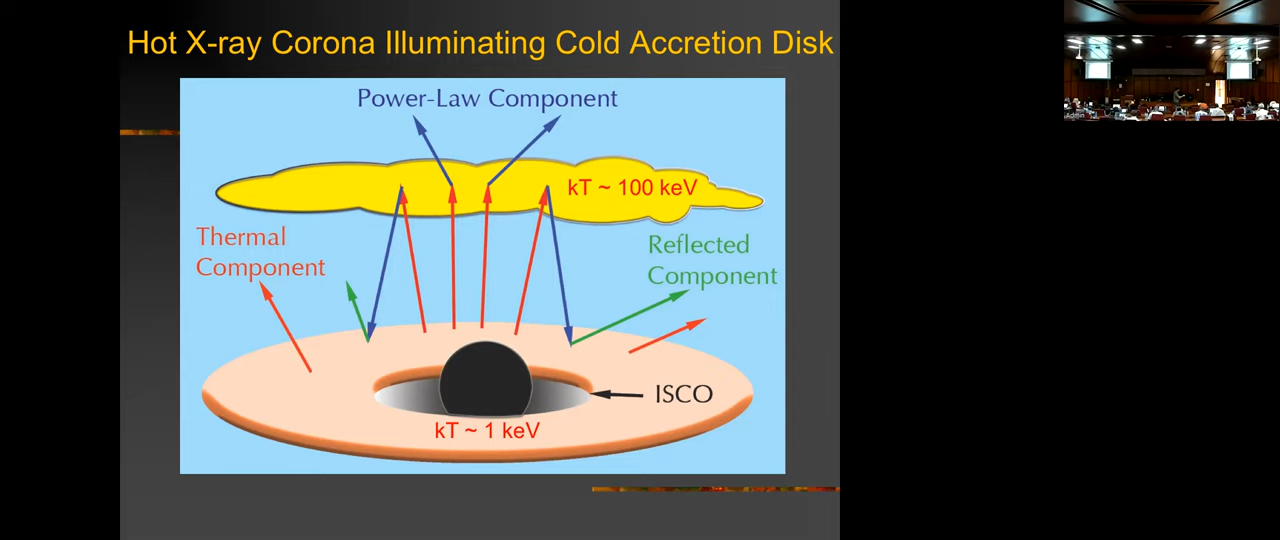 Hot X-ray Corona Illuminating Cold Accretion Disk
Power-Law Component
kT ~ 100 keV
Thermal
Component
Reflected
Component
ISCO
kT ~ 1 keV
Admin